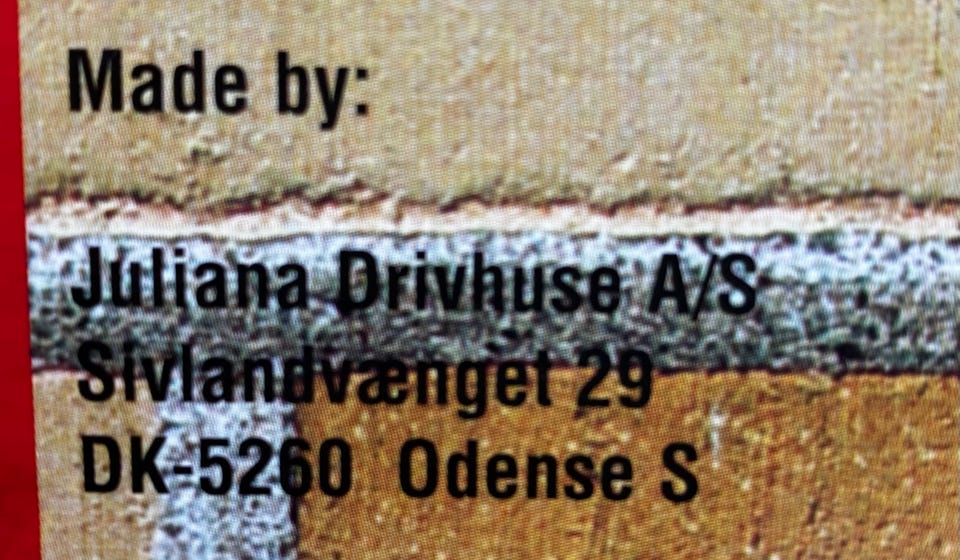 Made by:
Juliana Drivhuse A/S
Sivlandvænget 29
DK-5260 Odense S